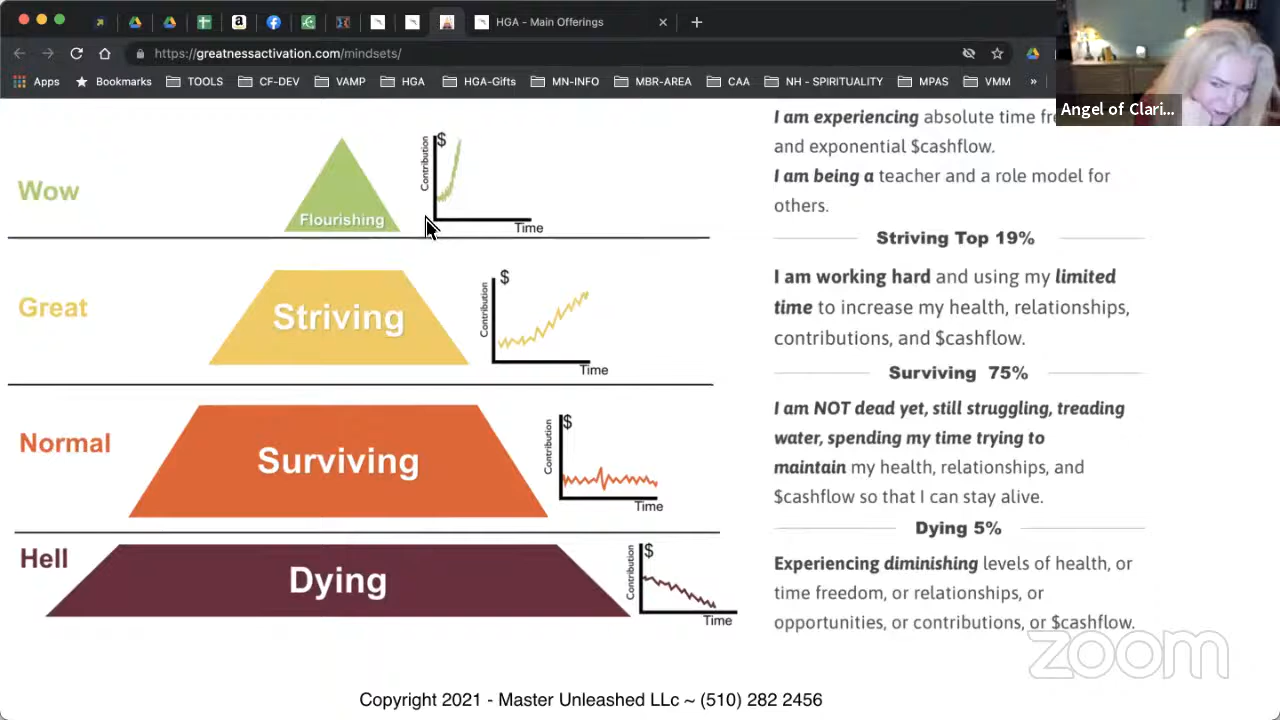 HGA - Main Offerings
https://greatnessactivation.com/mindsets/
Apps
Bookmarks
TOOLS
CF-DEV
VAMP
HGA
HGA-Gifts
MN-INFO
MBR-AREA
CAA
NH - SPIRITUALITY
MPAS
VMM
»
Angel of Clari...
Wow
Flourishing
Contribution
$
Time
Great
Striving
Contribution
$
Time
Normal
Surviving
Contribution
$
Time
Hell
Dying
Contribution
$
Time
I am experiencing absolute time fr
and exponential $cashflow.
I am being a teacher and a role model for
others.
Striving Top 19%
I am working hard and using my limited
time to increase my health, relationships,
contributions, and $cashflow.
Surviving 75%
I am NOT dead yet, still struggling, treading
water, spending my time trying to
maintain my health, relationships, and
$cashflow so that I can stay alive.
Dying 5%
Experiencing diminishing levels of health, or
time freedom, or relationships, or
opportunities, or contributions, or $cashflow.
zoom
Copyright 2021 - Master Unleashed LLc ~ (510) 282 2456